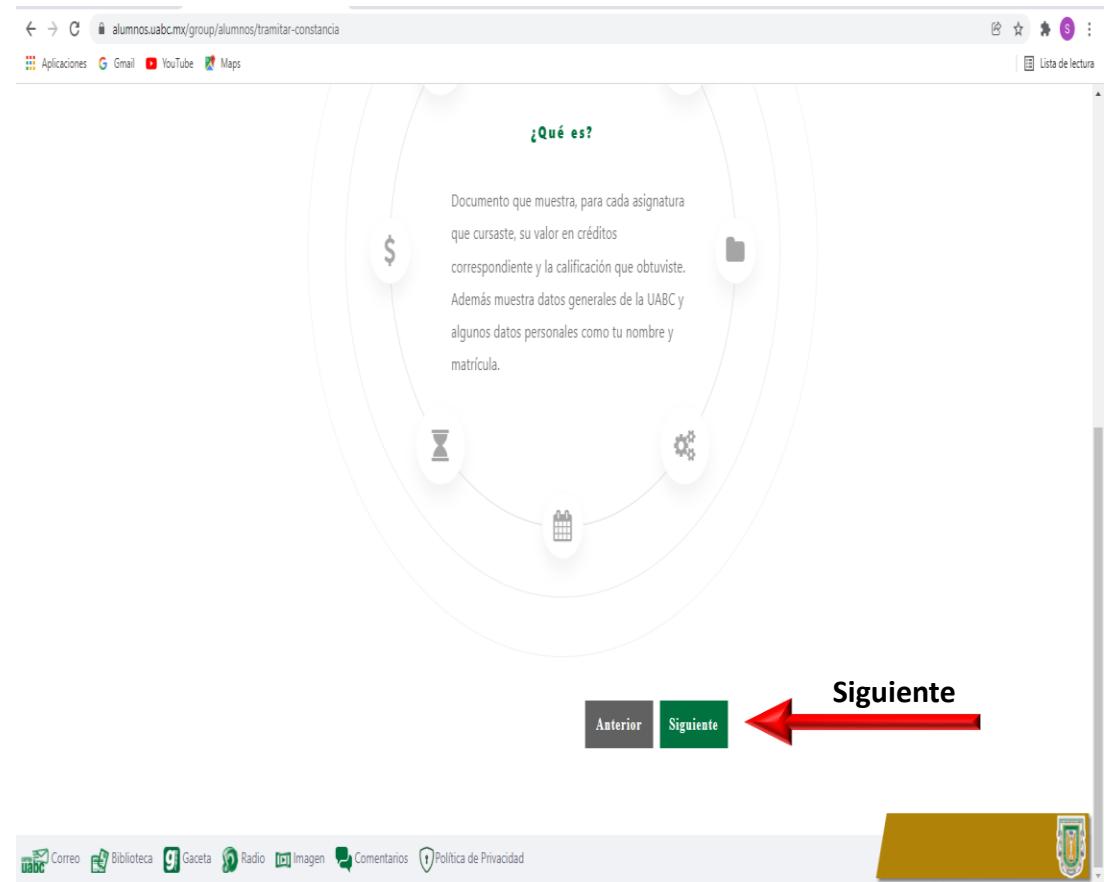 alumnos.uabc.mx/group/alumnos/tramitar-constancia
S
Aplicaciones Gmail YouTube Maps Lista de lectura
¿Qué es?
Documento que muestra, para cada asignatura
que cursaste, su valor en créditos
correspondiente y la calificación que obtuviste.
Además muestra datos generales de la UABC y
algunos datos personales como tu nombre y
matrícula.
$
Siguiente
Anterior Siguiente
uabc Correo Biblioteca g Gaceta Radio Imagen Comentarios Política de Privacidad